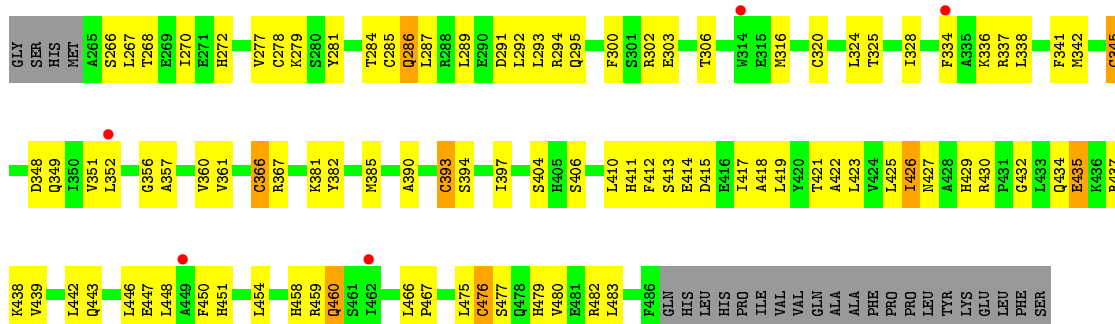 GLY SER HIS MET A265 S266 L267 T268 E269 I270 E271 H272 V277 C278 K279 S280 Y281 T284 C285 Q286 L287 R288 L289 E290 D291 L292 L293 R294 Q295 F300 S301 R302 E303 T306 W314 E315 M316 C320 L324 T325 I328 F334 A335 K336 R337 L338 F341 M342
D348 Q349 I350 V351 L352 G356 A357 V360 V361 C366 R367 K381 Y382 M385 A390 C393 S394 I397 S404 H405 S406 L410 H411 F412 S413 E414 D415 E416 I417 A418 L419 Y420 T421 A422 L423 V424 L425 I426 N427 A428 H429 R430 P431 G432 L433 Q434 E435 K436
K438 V439 L442 Q443 L446 E447 L448 A449 F450 H451 L454 H458 R459 Q460 S461 I462 L466 P467 L475 C476 S477 Q478 H479 V480 E481 R482 L483 F486 GLN HIS LEU HIS PRO ILE VAL VAL GLN ALA ALA PHE PRO PRO LEU TYR LYS GLU LEU PHE SER